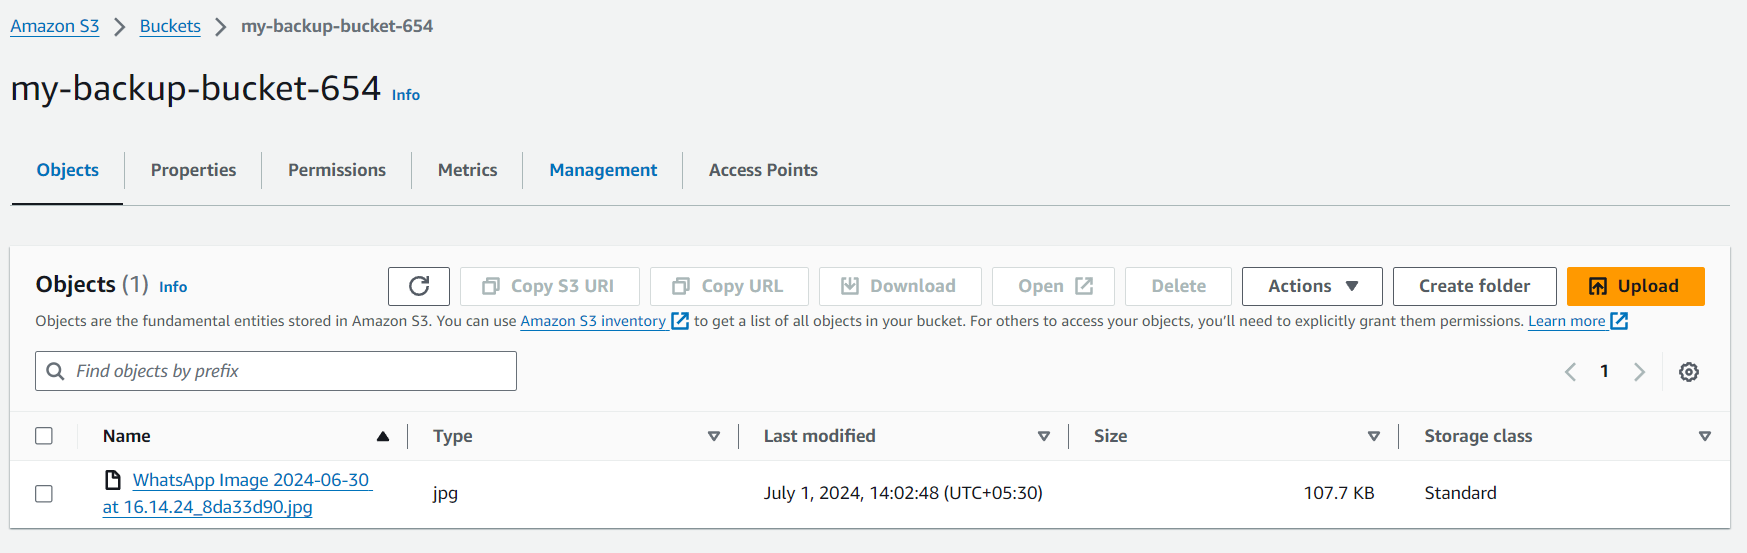 Amazon S3 > Buckets > my-backup-bucket-654
my-backup-bucket-654 Info
Objects Properties Permissions Metrics Management Access Points
Objects (1) Info Copy S3 URI Copy URL Download Open Delete Actions Create folder Upload
Objects are the fundamental entities stored in Amazon S3. You can use Amazon S3 inventory to get a list of all objects in your bucket. For others to access your objects, you'll need to explicitly grant them permissions. Learn more
Find objects by prefix 1
Name Type Last modified Size Storage class
WhatsApp Image 2024-06-30
at 16.14.24_8da33d90.jpg
jpg July 1, 2024, 14:02:48 (UTC+05:30) 107.7 KB Standard